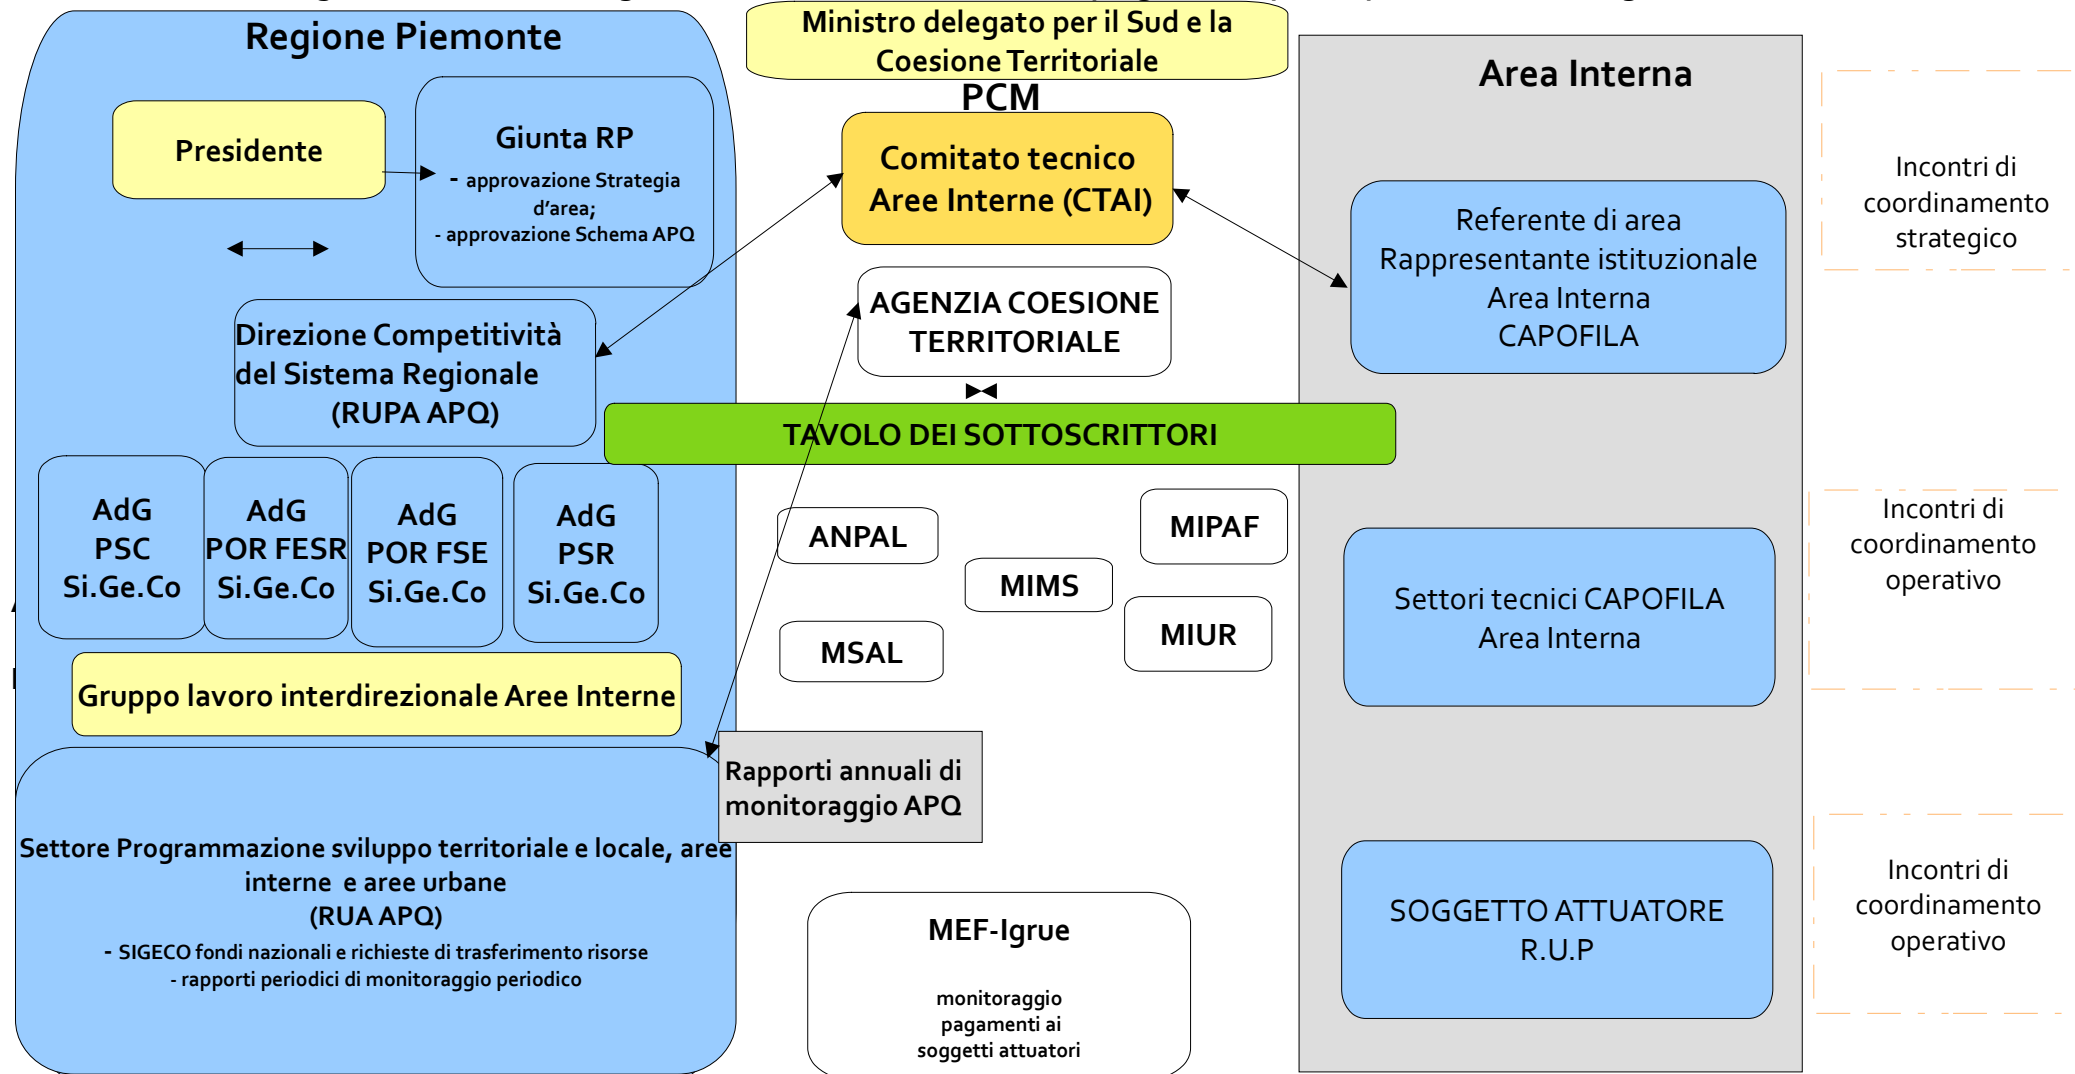 Regione Piemonte
Presidente
Giunta RP
- approvazione Strategia
d'area;
- approvazione Schema APQ
Direzione Competitività
del Sistema Regionale
(RUPA APQ)
AdG
PSC
Si.Ge.Co
AdG
POR FESR
Si.Ge.Co
AdG
POR FSE
Si.Ge.Co
AdG
PSR
Si.Ge.Co
Gruppo lavoro interdirezionale Aree Interne
Settore Programmazione sviluppo territoriale e locale, aree
interne e aree urbane
(RUA APQ)
- SIGECO fondi nazionali e richieste di trasferimento risorse
- rapporti periodici di monitoraggio periodico
Ministro delegato per il Sud e la
Coesione Territoriale
PCM
Comitato tecnico
Aree Interne (CTAI)
AGENZIA COESIONE
TERRITORIALE
TAVOLO DEI SOTTOSCRITTORI
ANPAL
MIPAF
MIMS
MIUR
MSAL
Rapporti annuali di
monitoraggio APQ
MEF-Igrue
monitoraggio
pagamenti ai
soggetti attuatori
Area Interna
Referente di area
Rappresentante istituzionale
Area Interna
CAPOFILA
Settori tecnici CAPOFILA
Area Interna
SOGGETTO ATTUATORE
R.U.P
Incontri di
coordinamento
strategico
Incontri di
coordinamento
operativo
Incontri di
coordinamento
operativo